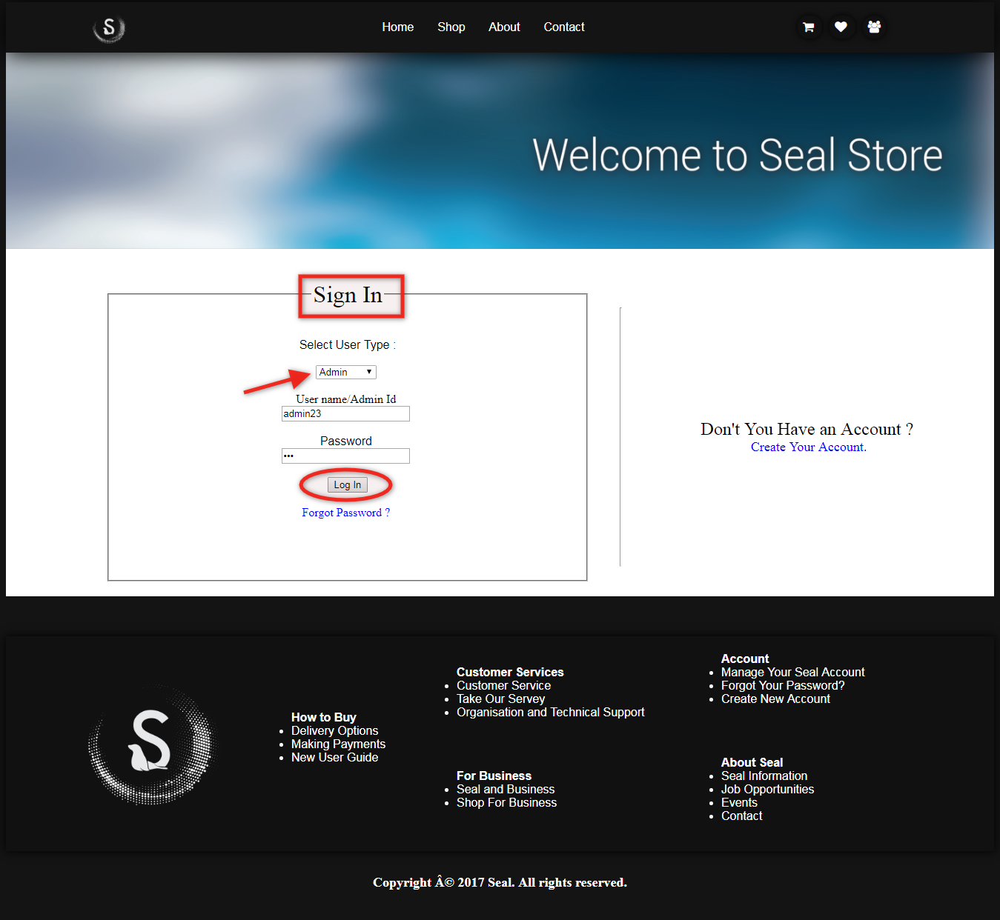 S
Home Shop About Contact
Welcome to Seal Store
Sign In
Select User Type :
Admin
User name/Admin Id
admin23
Password
•••
Log In
Forgot Password ?
Don't You Have an Account ?
Create Your Account.
S
How to Buy
Delivery Options
Making Payments
New User Guide
Customer Services
Customer Service
Take Our Servey
Organisation and Technical Support
For Business
Seal and Business
Shop For Business
Account
Manage Your Seal Account
Forgot Your Password?
Create New Account
About Seal
Seal Information
Job Opportunities
Events
Contact
Copyright Â© 2017 Seal. All rights reserved.